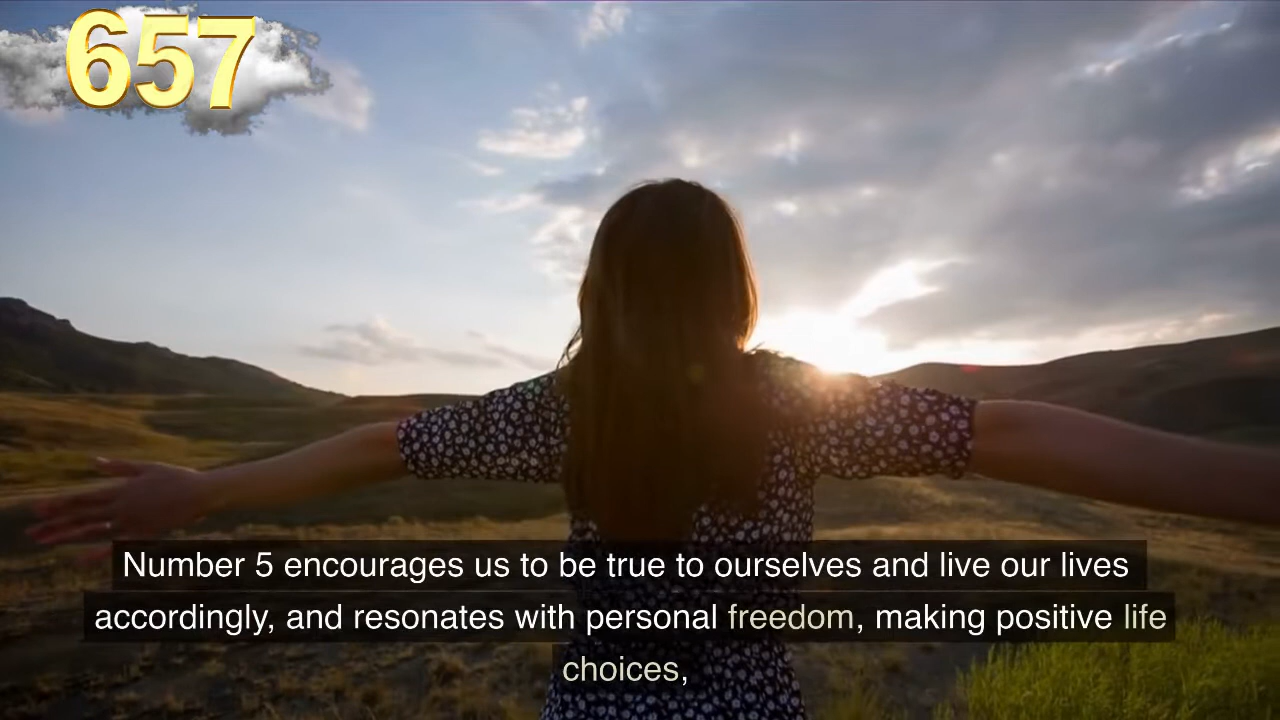 657
Number 5 encourages us to be true to ourselves and live our lives
accordingly, and resonates with personal freedom, making positive life
choices,